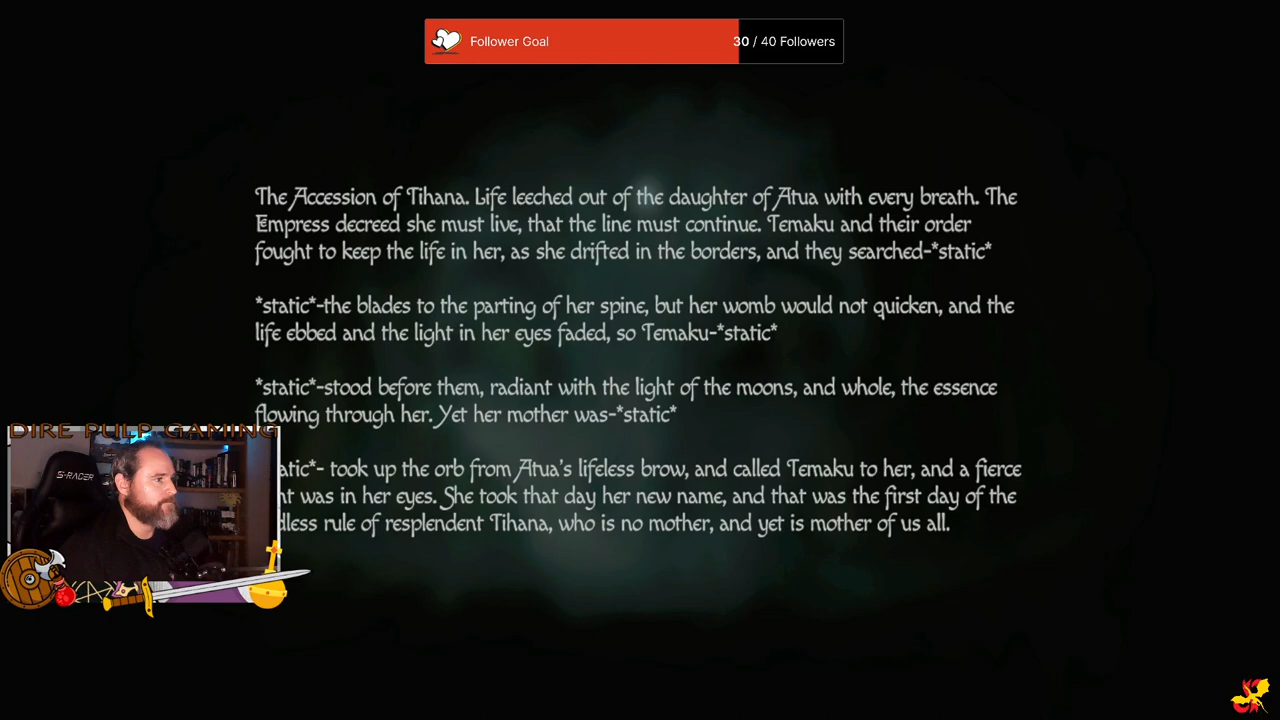 Follower Goal
30 / 40 Followers
The Accession of Tihana. Life leeched out of the daughter of Atua with every breath. The
Empress decreed she must live, that the line must continue. Temaku and their order
fought to keep the life in her, as she drifted in the borders, and they searched-*static*
*static*-the blades to the parting of her spine, but her womb would not quicken, and the
life ebbed and the light in her eyes faded, so Temaku-*static*
*static*-stood before them, radiant with the light of the moons, and whole, the essence
flowing through her. Yet her mother was-*static*
DIRE PULP GAMING
S-RACER
atic*- took up the orb from Atua's lifeless brow, and called Temaku to her, and a fierce
was in her eyes. She took that day her new name, and that was the first day of the
dless rule of resplendent Tihana, who is no mother, and yet is mother of us all.